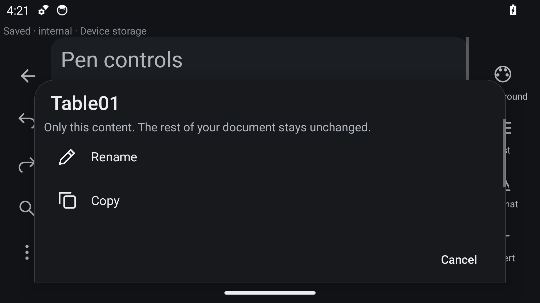 4:21
Saved · internal · Device storage
Pen controls
Table01
Only this content. The rest of your document stays unchanged.
Rename
Copy
Cancel